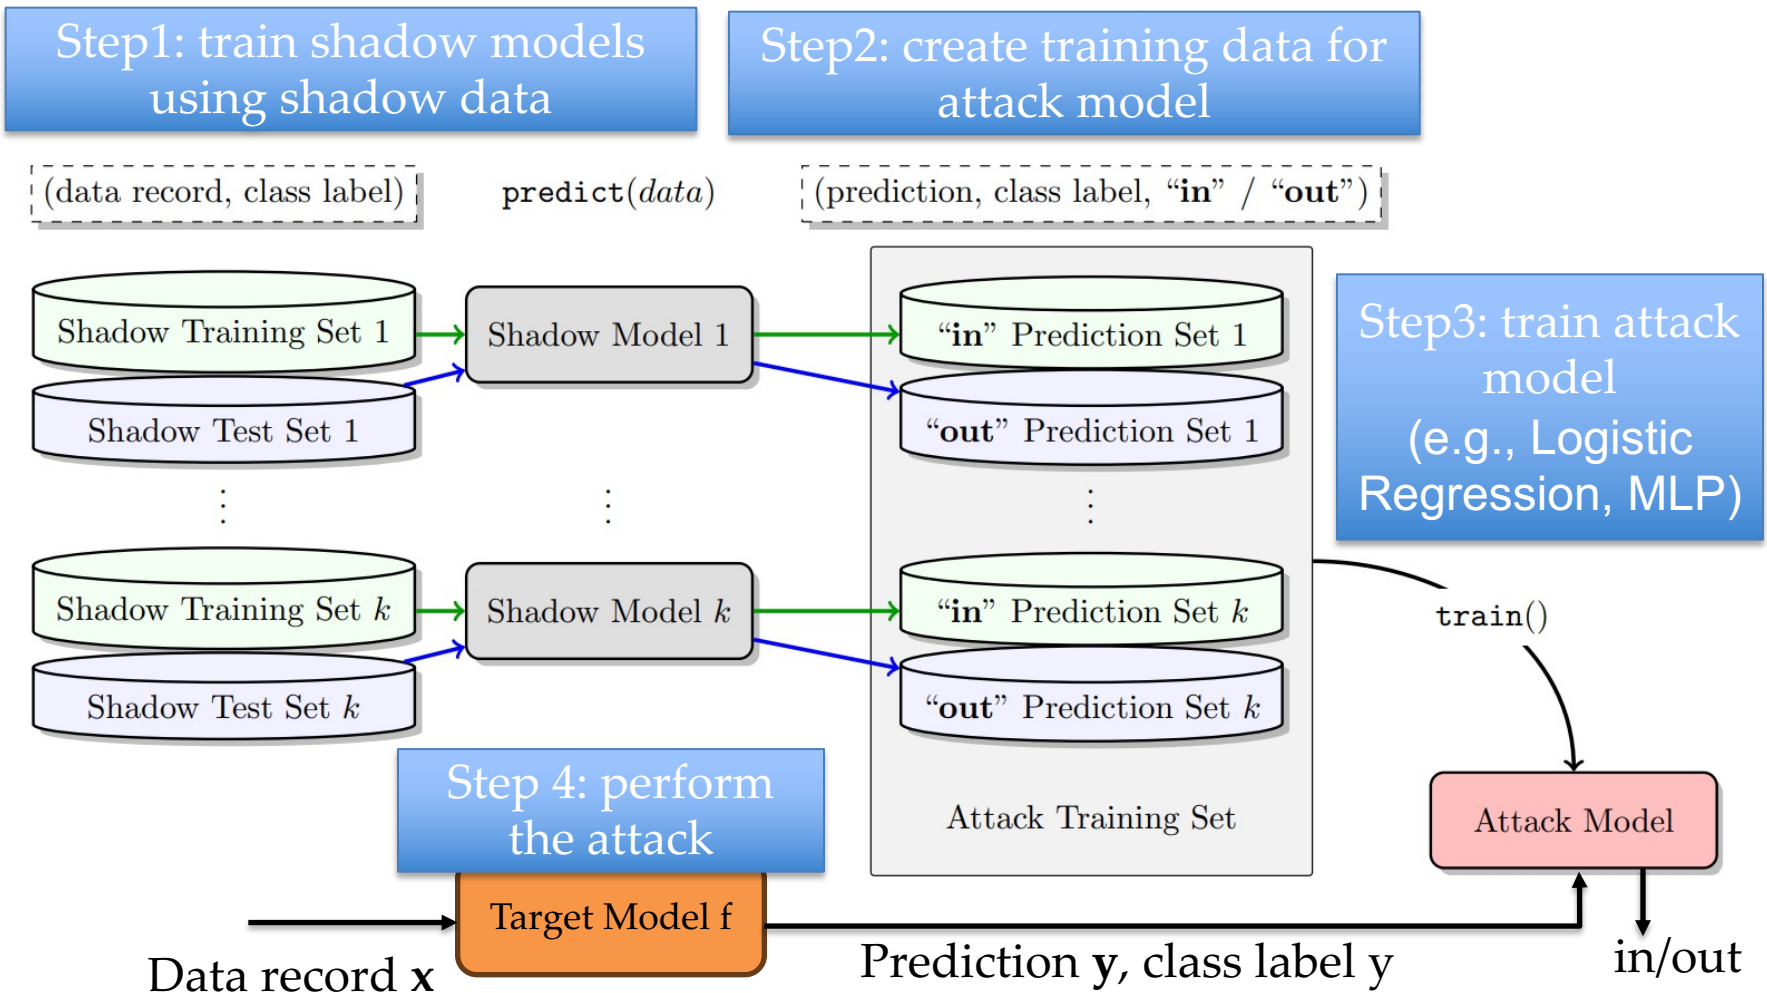 Step1: train shadow models
using shadow data
Step2: create training data for
attack model
(data record, class label)
predict(data)
(prediction, class label, “in” / “out”)
Shadow Training Set 1
Shadow Model 1
“in” Prediction Set 1
Shadow Test Set 1
“out” Prediction Set 1
Step3: train attack
model
(e.g., Logistic
Regression, MLP)
⋮
⋮
⋮
Shadow Training Set k
Shadow Model k
“in” Prediction Set k
train()
Shadow Test Set k
“out” Prediction Set k
Step 4: perform
the attack
Attack Training Set
Attack Model
Target Model f
Data record x
Prediction y, class label y
in/out